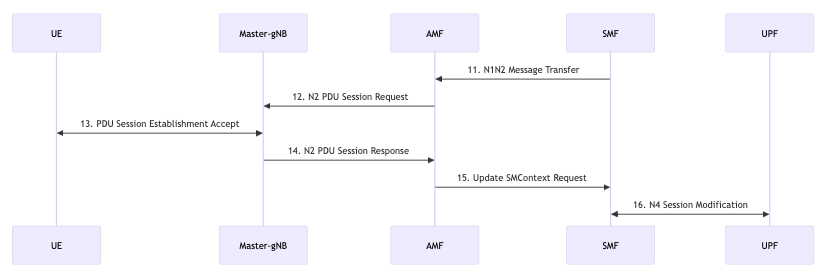 UE
Master-gNB
AMF
SMF
UPF
11. N1N2 Message Transfer
12. N2 PDU Session Request
13. PDU Session Establishment Accept
14. N2 PDU Session Response
15. Update SMContext Request
16. N4 Session Modification
UE
Master-gNB
AMF
SMF
UPF